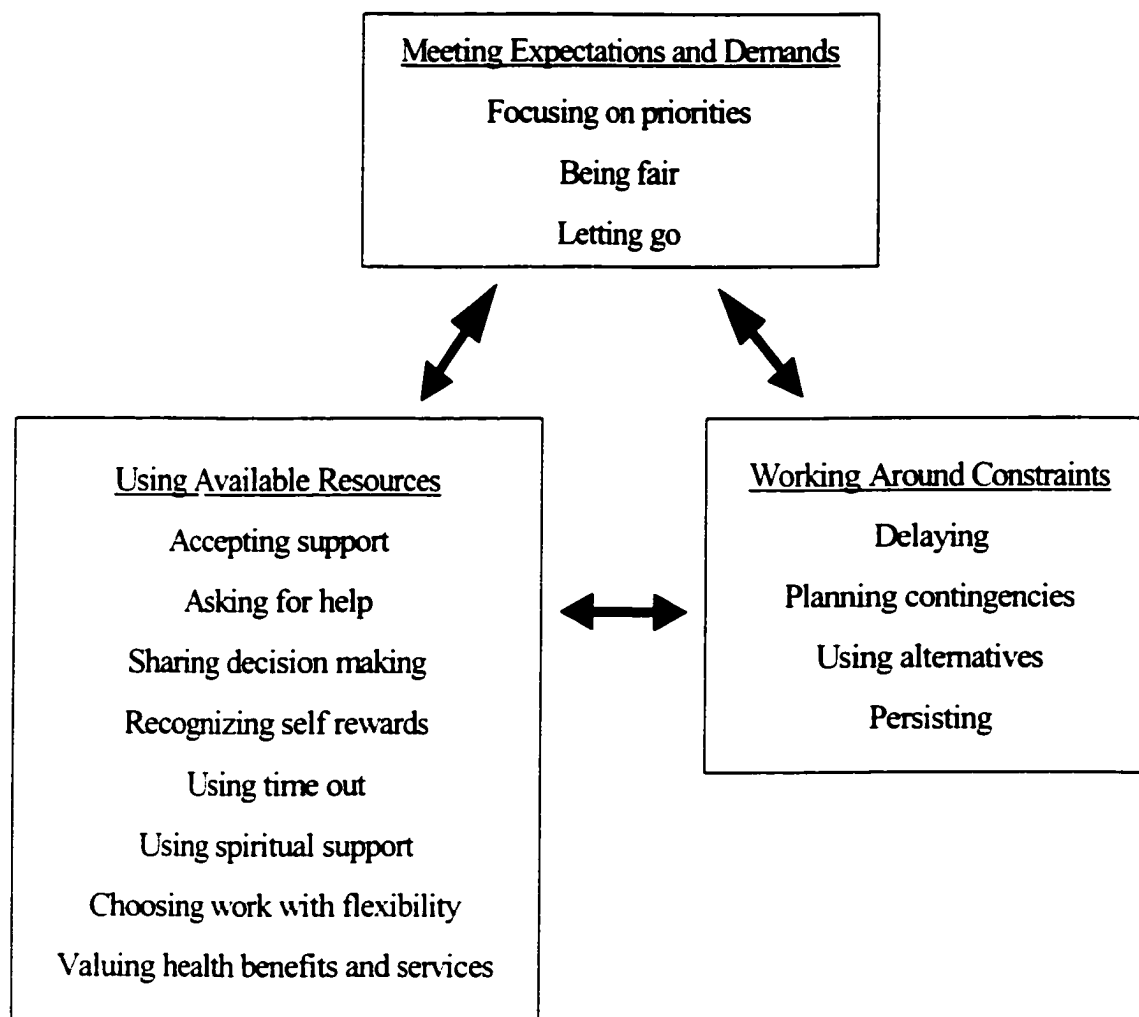 Meeting Expectations and Demands
Focusing on priorities
Being fair
Letting go
Using Available Resources
Accepting support
Asking for help
Sharing decision making
Recognizing self rewards
Using time out
Using spiritual support
Choosing work with flexibility
Valuing health benefits and services
Working Around Constraints
Delaying
Planning contingencies
Using alternatives
Persisting